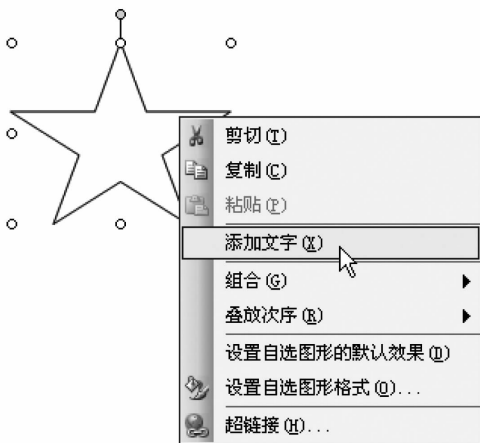 剪切(T)
复制(C)
粘贴(P)
添加文字(X)
组合(G)
叠放次序(R)
设置自选图形的默认效果(D)
设置自选图形格式(O)...
超链接(H)...